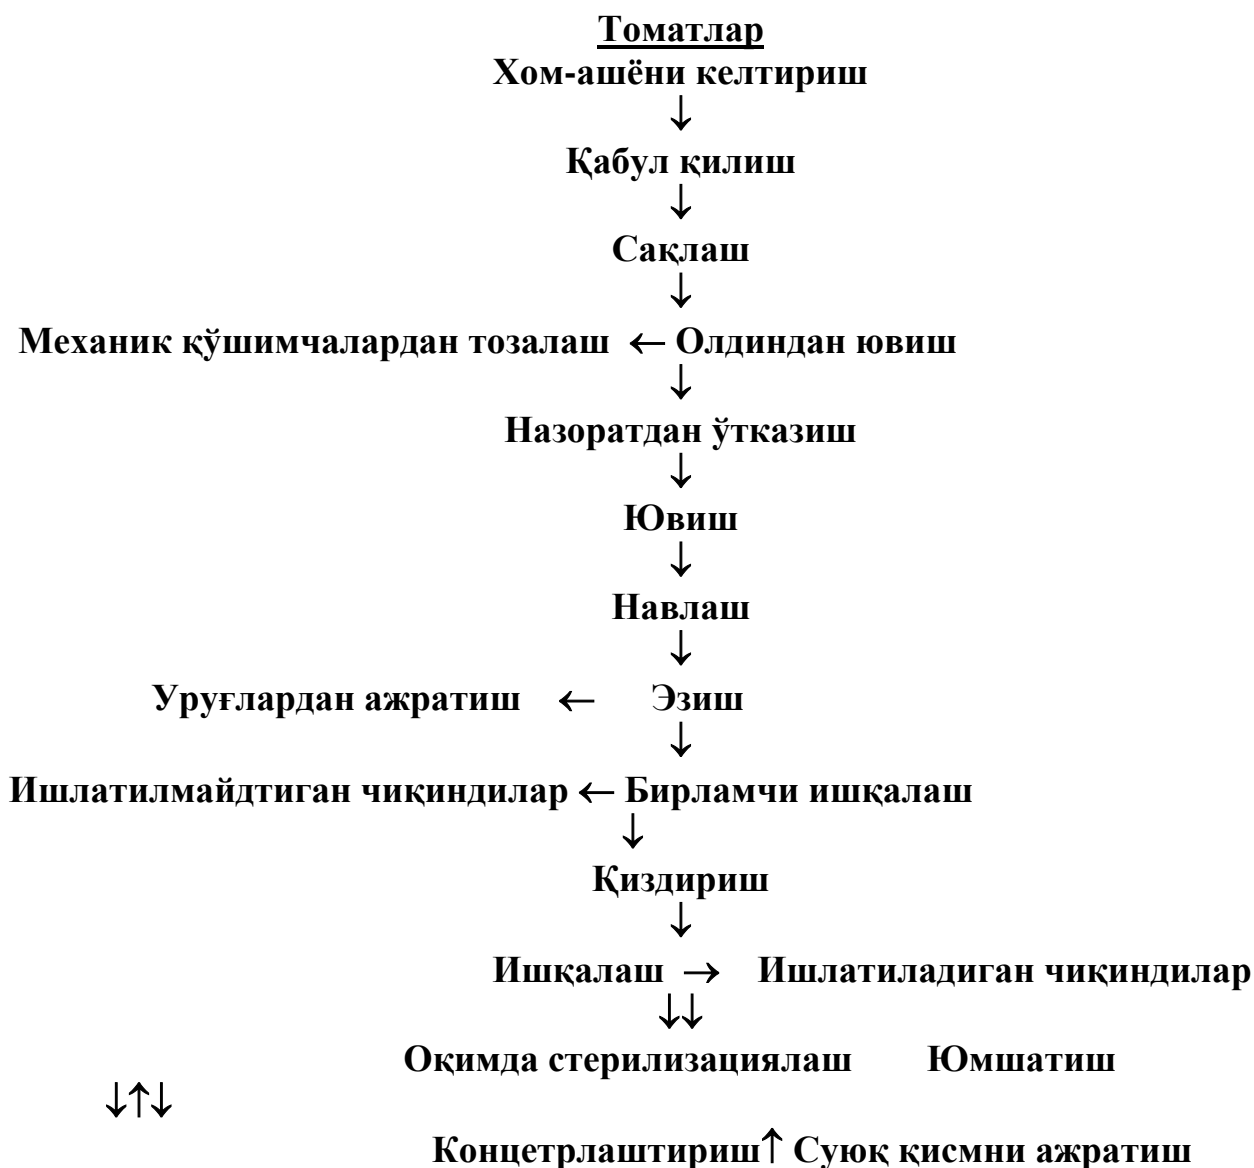 Томатлар
Хом-ашёни келтириш
↓
Қабул қилиш
↓
Сақлаш
↓
Механик қўшимчалардан тозалаш ← Олдиндан ювиш
↓
Назоратдан ўтказиш
↓
Ювиш
↓
Навлаш
↓
Уруғлардан ажратиш ← Эзиш
↓
Ишлатилмайдтиган чиқиндилар ← Бирламчи ишқалаш
↓
Қиздириш
↓
Ишқалаш → Ишлатиладиган чиқиндилар
↓↓
Оқимда стерилизациялаш Юмшатиш
↓↑↓
Концетрлаштириш↑ Суюқ қисмни ажратиш